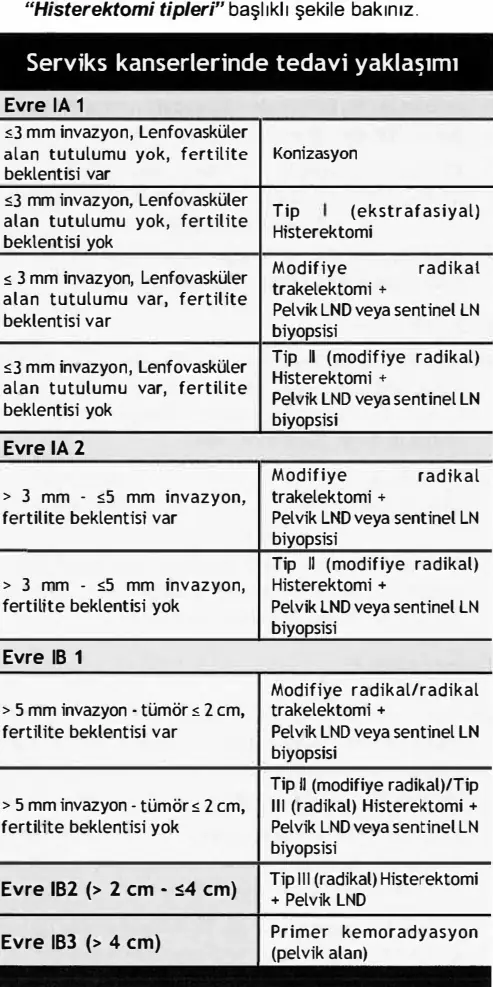 "Histerektomi tipleri" başlıklı şekile bakınız.
Serviks kanserlerinde tedavi yaklaşımı
Evre IA 1
≤3 mm invazyon, Lenfovasküler
alan tutulumu yok, fertilite
beklentisi var
Konizasyon
≤3 mm invazyon, Lenfovasküler
alan tutulumu yok, fertilite
beklentisi yok
Tip I (ekstrafasiyal)
Histerektomi
≤ 3 mm invazyon, Lenfovasküler
alan tutulumu var, fertilite
beklentisi var
Modifiye radikal
trakelektomi +
Pelvik LND veya sentinel LN
biyopsisi
≤3 mm invazyon, Lenfovasküler
alan tutulumu var, fertilite
beklentisi yok
Tip II (modifiye radikal)
Histerektomi +
Pelvik LND veya sentinel LN
biyopsisi
Evre IA 2
> 3 mm - ≤5 mm invazyon,
fertilite beklentisi var
Modifiye radikal
trakelektomi +
Pelvik LND veya sentinel LN
biyopsisi
> 3 mm - ≤5 mm invazyon,
fertilite beklentisi yok
Tip II (modifiye radikal)
Histerektomi +
Pelvik LND veya sentinel LN
biyopsisi
Evre IB 1
> 5 mm invazyon - tümör ≤ 2 cm,
fertilite beklentisi var
Modifiye radikal/radikal
trakelektomi +
Pelvik LND veya sentinel LN
biyopsisi
> 5 mm invazyon - tümör ≤ 2 cm,
fertilite beklentisi yok
Tip II (modifiye radikal)/Tip
III (radikal) Histerektomi +
Pelvik LND veya sentinel LN
biyopsisi
Evre IB2 (> 2 cm - ≤4 cm)
Tip III (radikal) Histerektomi
+ Pelvik LND
Evre IB3 (> 4 cm)
Primer kemoradyasyon
(pelvik alan)